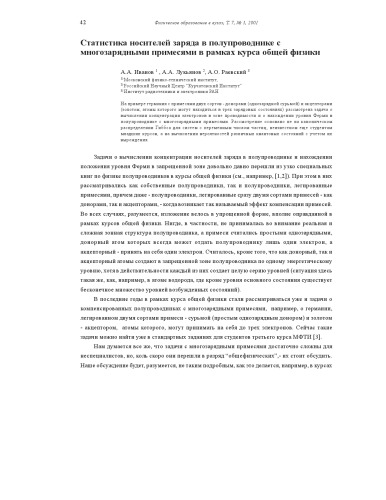 42
Физическое образование в вузах, Т. 7, № 1, 2001
Статистика носителей заряда в полупроводнике с
многозарядными примесями в рамках курса общей физики
А.А. Иванов ¹, А.А. Лукьянов ², А.О. Раевский ³
¹⁾ Московский физико-технический институт,
²⁾ Российский Научный Центр "Курчатовский Институт"
³⁾ Институт радиотехники и электроники РАН
На примере германия с примесями двух сортов - донорами (однозарядной сурьмой) и акцепторами
(золотом, атомы которого могут находиться в трех зарядовых состояниях) рассмотрена задача о
вычислении концентрации электронов в зоне проводимости и о нахождении уровня Ферми в
полупроводнике с многозарядными примесями. Рассмотрение основано не на каноническом
распределении Гиббса для систем с переменным числом частиц, неизвестном еще студентам
младших курсов, а на вычислении вероятностей различных квантовых состояний с учетом их
вырождения.
Задачи о вычислении концентрации носителей заряда в полупроводнике и нахождении
положения уровня Ферми в запрещенной зоне довольно давно перешли из узко специальных
книг по физике полупроводников в курсы общей физики (см., например, [1,2]). При этом в них
рассматривались как собственные полупроводники, так и полупроводники, легированные
примесями, причем даже - полупроводники, легированные сразу двумя сортами примесей - как
донорами, так и акцепторами, - когда возникает так называемый эффект компенсации примесей.
Во всех случаях, разумеется, изложение велось в упрощенной форме, вполне оправданной в
рамках курсов общей физики. Нигде, в частности, не принималась во внимание реальная и
сложная зонная структура полупроводника, а примеси считались простыми однозарядными,
донорный атом которых всегда может отдать полупроводнику лишь один электрон, а
акцепторный - принять на себя один электрон. Считалось, кроме того, что как донорный, так и
акцепторный атомы создают в запрещенной зоне полупроводника по одному энергетическому
уровню, хотя в действительности каждый из них создает целую серию уровней (ситуация здесь
такая же, как, например, в атоме водорода, где кроме уровня основного состояния существует
бесконечное множество уровней возбужденных состояний).
В последние годы в рамках курса общей физики стали рассматриваться уже и задачи о
компенсированных полупроводниках с многозарядными примесями, например, о германии,
легированном двумя сортами примеси - сурьмой (простым однозарядным донором) и золотом
- акцептором, атомы которого, могут принимать на себя до трех электронов. Сейчас такие
задачи можно найти уже в стандартных заданиях для студентов третьего курса МФТИ [3].
Нам думается все же, что задачи с многозарядными примесями достаточно сложны для
неспециалистов, но, коль скоро они перешли в разряд "общефизических",- их стоит обсудить.
Наше обсуждение будет, разумеется, не таким подробным, как это делается, например, в курсах